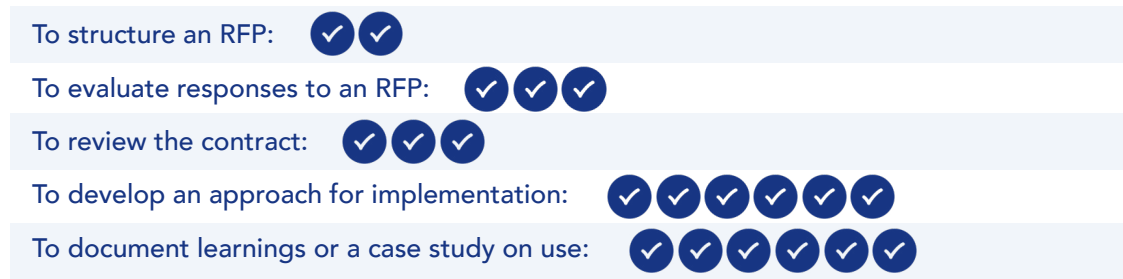 To structure an RFP:
To evaluate responses to an RFP:
To review the contract:
To develop an approach for implementation:
To document learnings or a case study on use: